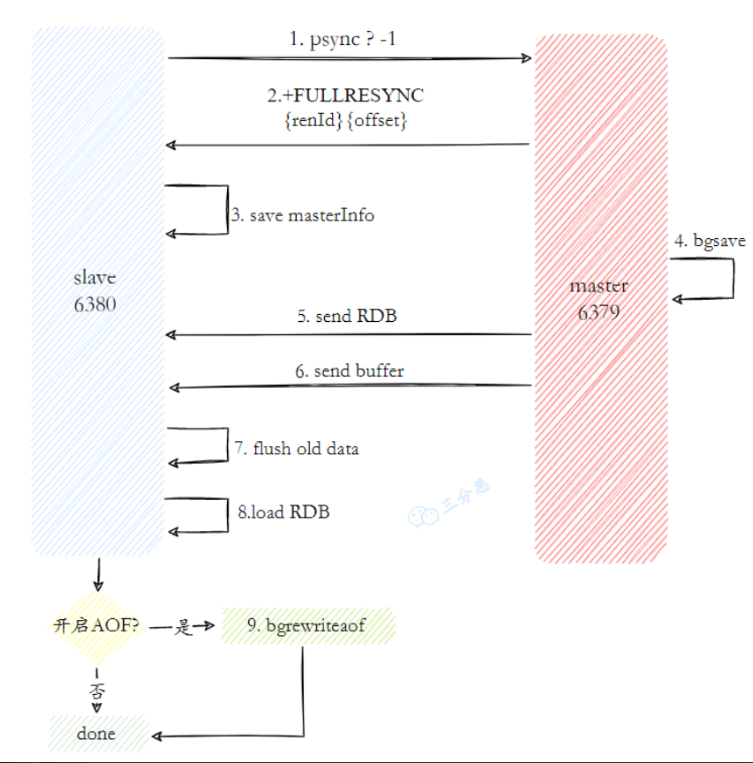 1. psync ? -1
2.+FULLRESYNC
{renId}{offset}
3. save masterInfo
4. bgsave
slave
6380
master
6379
5. send RDB
6. send buffer
7. flush old data
三分恶
8.load RDB
开启AOF?
是
9. bgrewriteaof
否
done